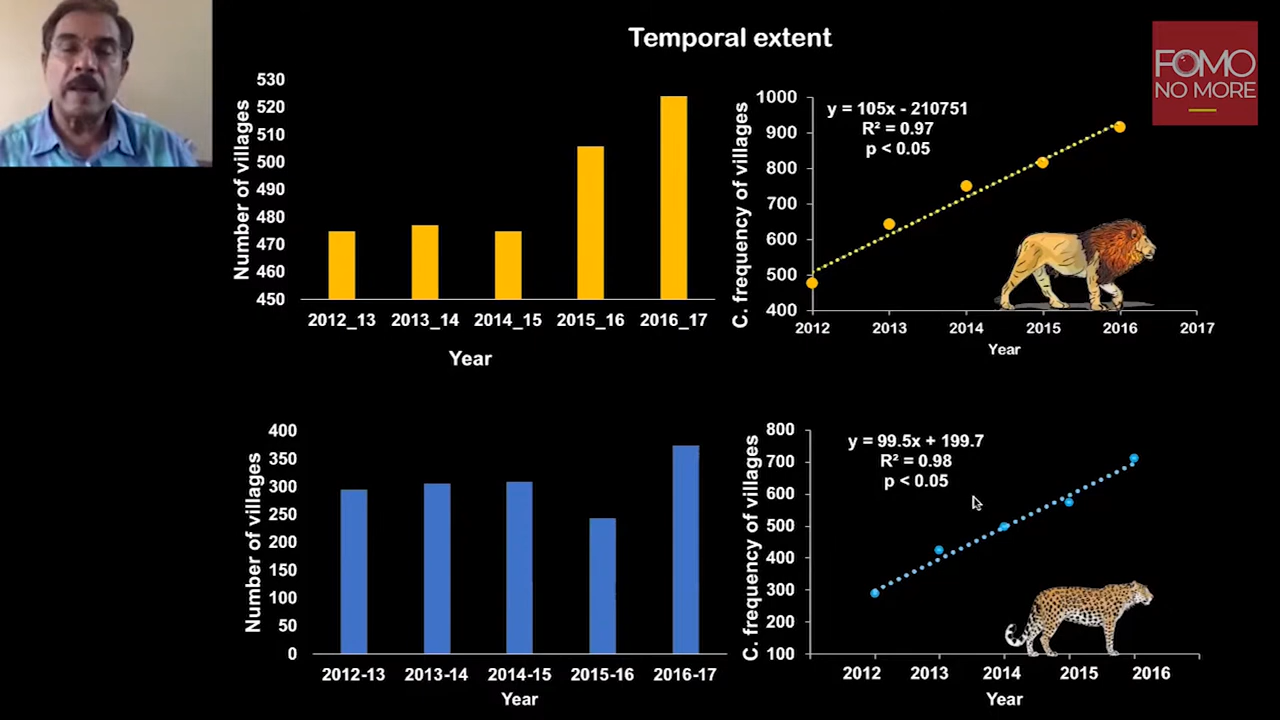 Temporal extent
FOMO
NO MORE
Number of villages
530
520
510
500
490
480
470
460
450
2012_13 2013_14 2014_15 2015_16 2016_17
Year
C. frequency of villages
1000
900
800
700
600
500
400
y = 105x - 210751
R² = 0.97
p < 0.05
2012 2013 2014 2015 2016 2017
Year
Number of villages
400
350
300
250
200
150
100
50
0
2012-13 2013-14 2014-15 2015-16 2016-17
Year
C. frequency of villages
800
700
600
500
400
300
200
100
y = 99.5x + 199.7
R² = 0.98
p < 0.05
2012 2013 2014 2015 2016
Year